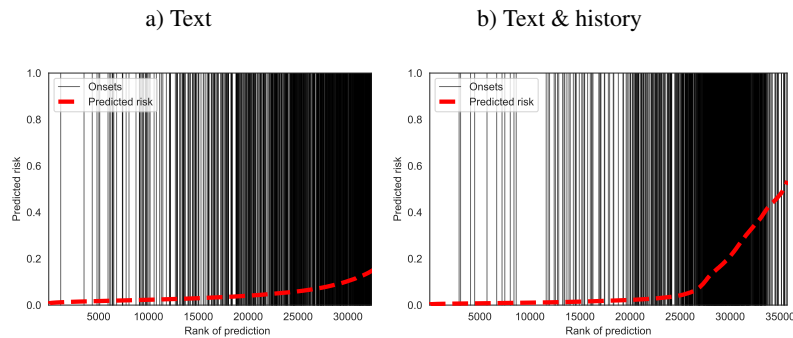 a) Text
b) Text & history
1.0
0.8
0.6
0.4
0.2
0.0
Predicted risk
Onsets
Predicted risk
5000 10000 15000 20000 25000 30000
Rank of prediction
1.0
0.8
0.6
0.4
0.2
0.0
Predicted risk
Onsets
Predicted risk
5000 10000 15000 20000 25000 30000 35000
Rank of prediction